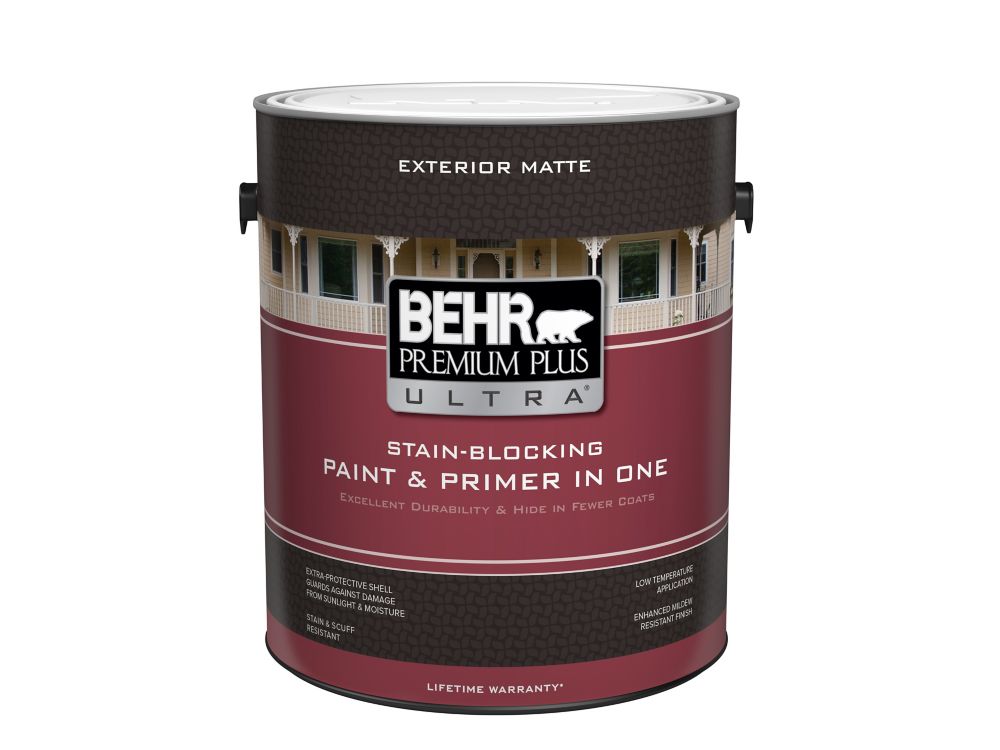 EXTERIOR MATTE
BEHR
PREMIUM PLUS
ULTRA®
STAIN-BLOCKING
PAINT & PRIMER IN ONE
EXCELLENT DURABILITY & HIDE IN FEWER COATS
EXTRA-PROTECTIVE SHELL
GUARDS AGAINST DAMAGE
FROM SUNLIGHT & MOISTURE
STAIN & SCUFF
RESISTANT
LOW TEMPERATURE
APPLICATION
ENHANCED MILDEW
RESISTANT FINISH
LIFETIME WARRANTY*